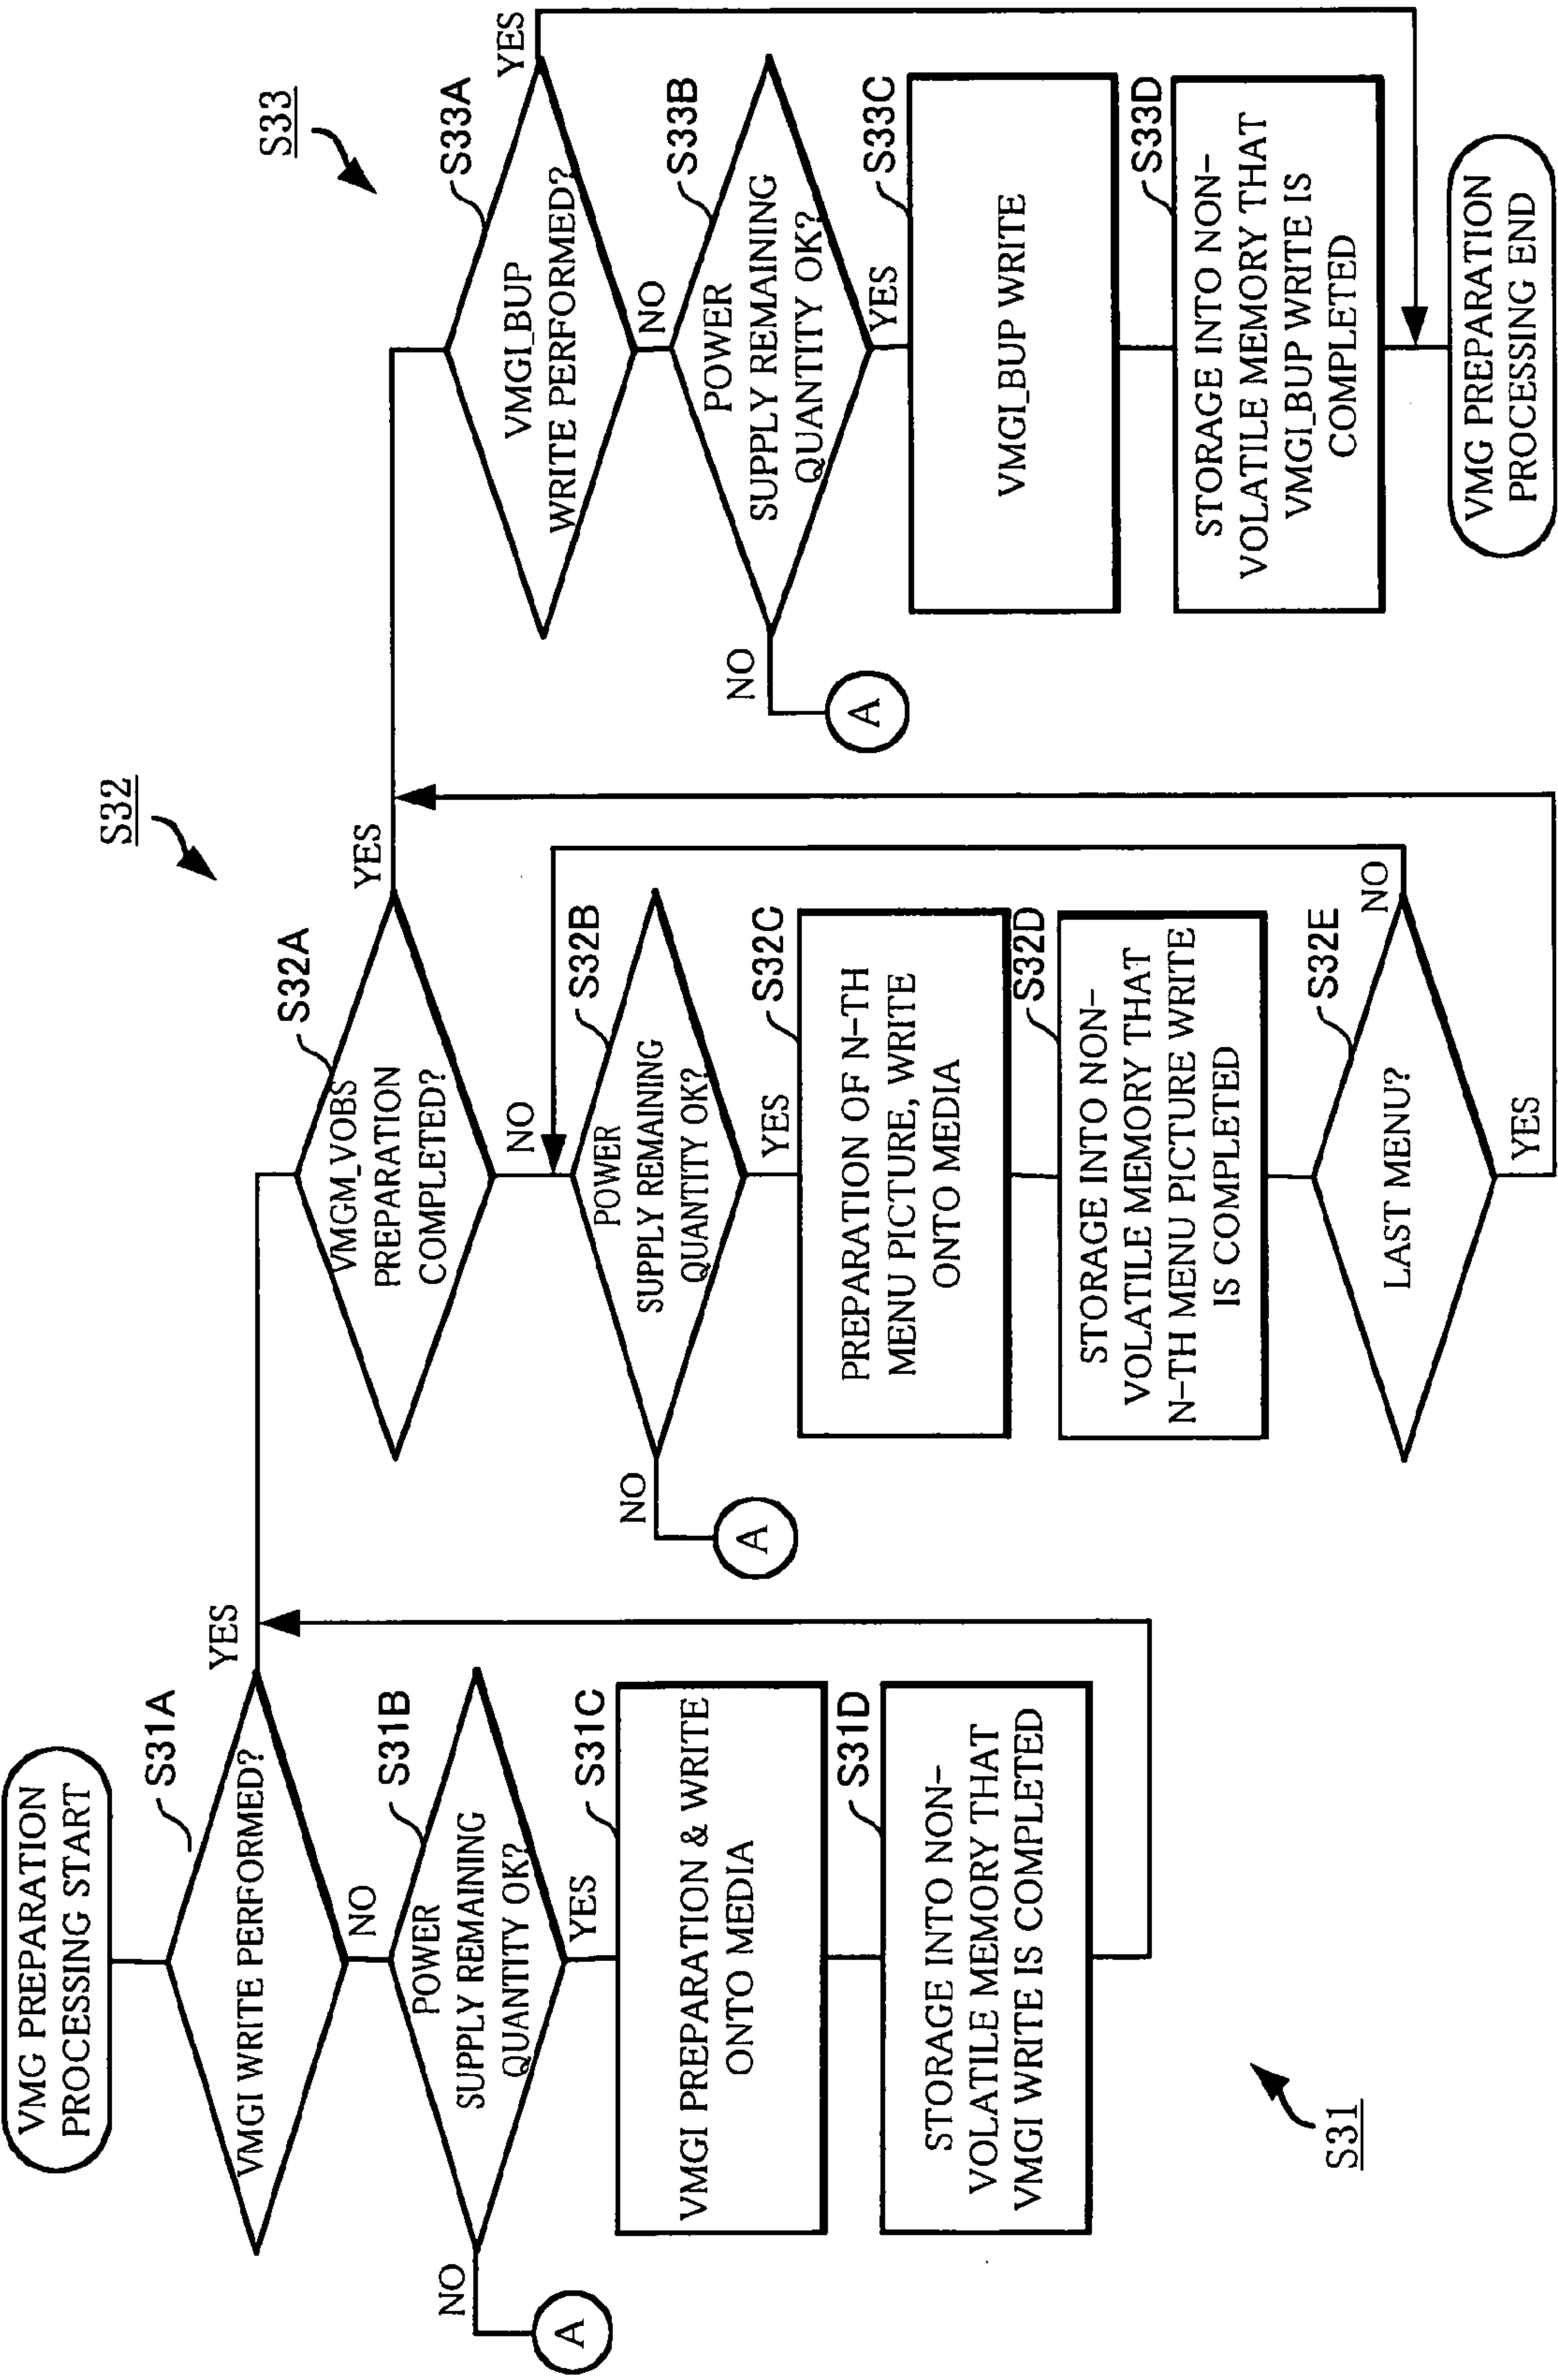 VMG PREPARATION
PROCESSING START
S31A
VMGI WRITE PERFORMED?
YES
NO
S31B
POWER
SUPPLY REMAINING
QUANTITY OK?
NO
A
YES
S31C
VMGI PREPARATION & WRITE
ONTO MEDIA
S31D
STORAGE INTO NON-
VOLATILE MEMORY THAT
VMGI WRITE IS COMPLETED
S31
S32
S32A
VMGM_VOBS
PREPARATION
COMPLETED?
YES
NO
S32B
POWER
SUPPLY REMAINING
QUANTITY OK?
NO
A
YES
S32C
PREPARATION OF N-TH
MENU PICTURE, WRITE
ONTO MEDIA
S32D
STORAGE INTO NON-
VOLATILE MEMORY THAT
N-TH MENU PICTURE WRITE
IS COMPLETED
S32E
LAST MENU?
NO
YES
S33
S33A
VMGI_BUP
WRITE PERFORMED?
YES
NO
S33B
POWER
SUPPLY REMAINING
QUANTITY OK?
NO
A
YES
S33C
VMGI_BUP WRITE
S33D
STORAGE INTO NON-
VOLATILE MEMORY THAT
VMGI_BUP WRITE IS
COMPLETED
VMG PREPARATION
PROCESSING END